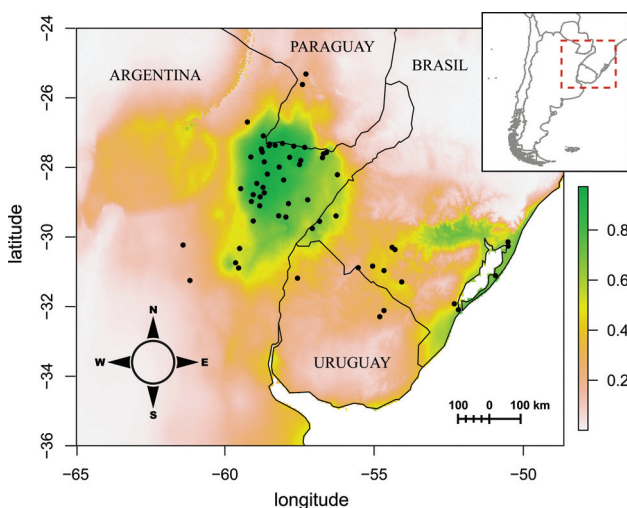 PARAGUAY
ARGENTINA
BRASIL
URUGUAY
N
W
E
S
100 0 100 km
−24
−26
−28
−30
−32
−34
−36
latitude
−65
−60
−55
−50
longitude
0.8
0.6
0.4
0.2